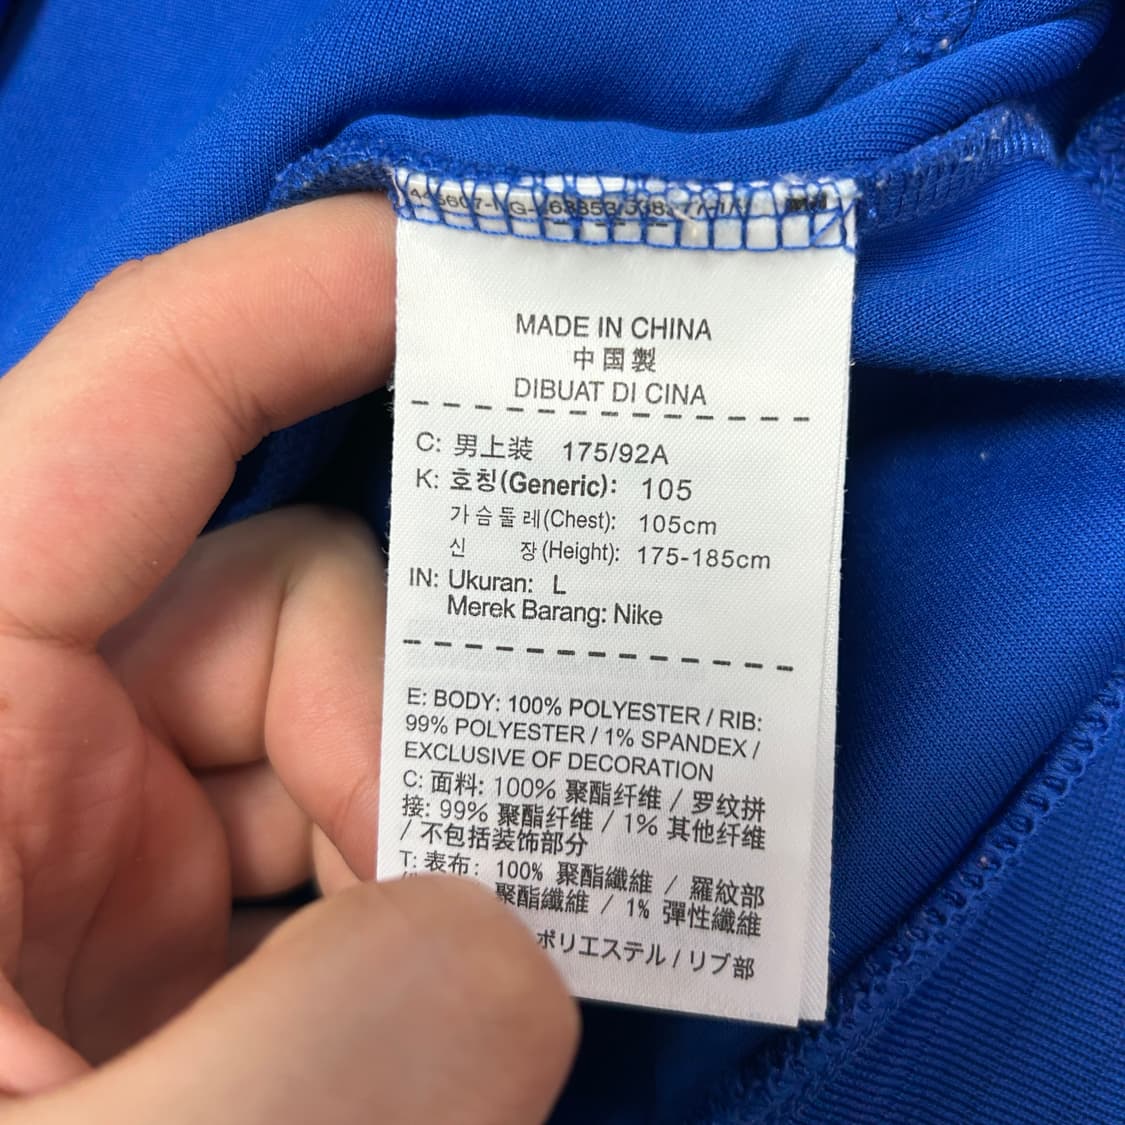 MADE IN CHINA
中国製
DIBUAT DI CINA
C: 男上装 175/92A
K: 호칭(Generic): 105
가슴둘레(Chest): 105cm
신 장(Height): 175-185cm
IN: Ukuran: L
Merek Barang: Nike
E: BODY: 100% POLYESTER / RIB:
99% POLYESTER / 1% SPANDEX /
EXCLUSIVE OF DECORATION
C: 面料: 100% 聚酯纤维 / 罗纹拼
接: 99% 聚酯纤维 / 1% 其他纤维
/ 不包括装饰部分
T: 表布: 100% 聚酯纖維 / 羅紋部
聚酯纖維 / 1% 彈性纖維
ポリエステル / リブ部